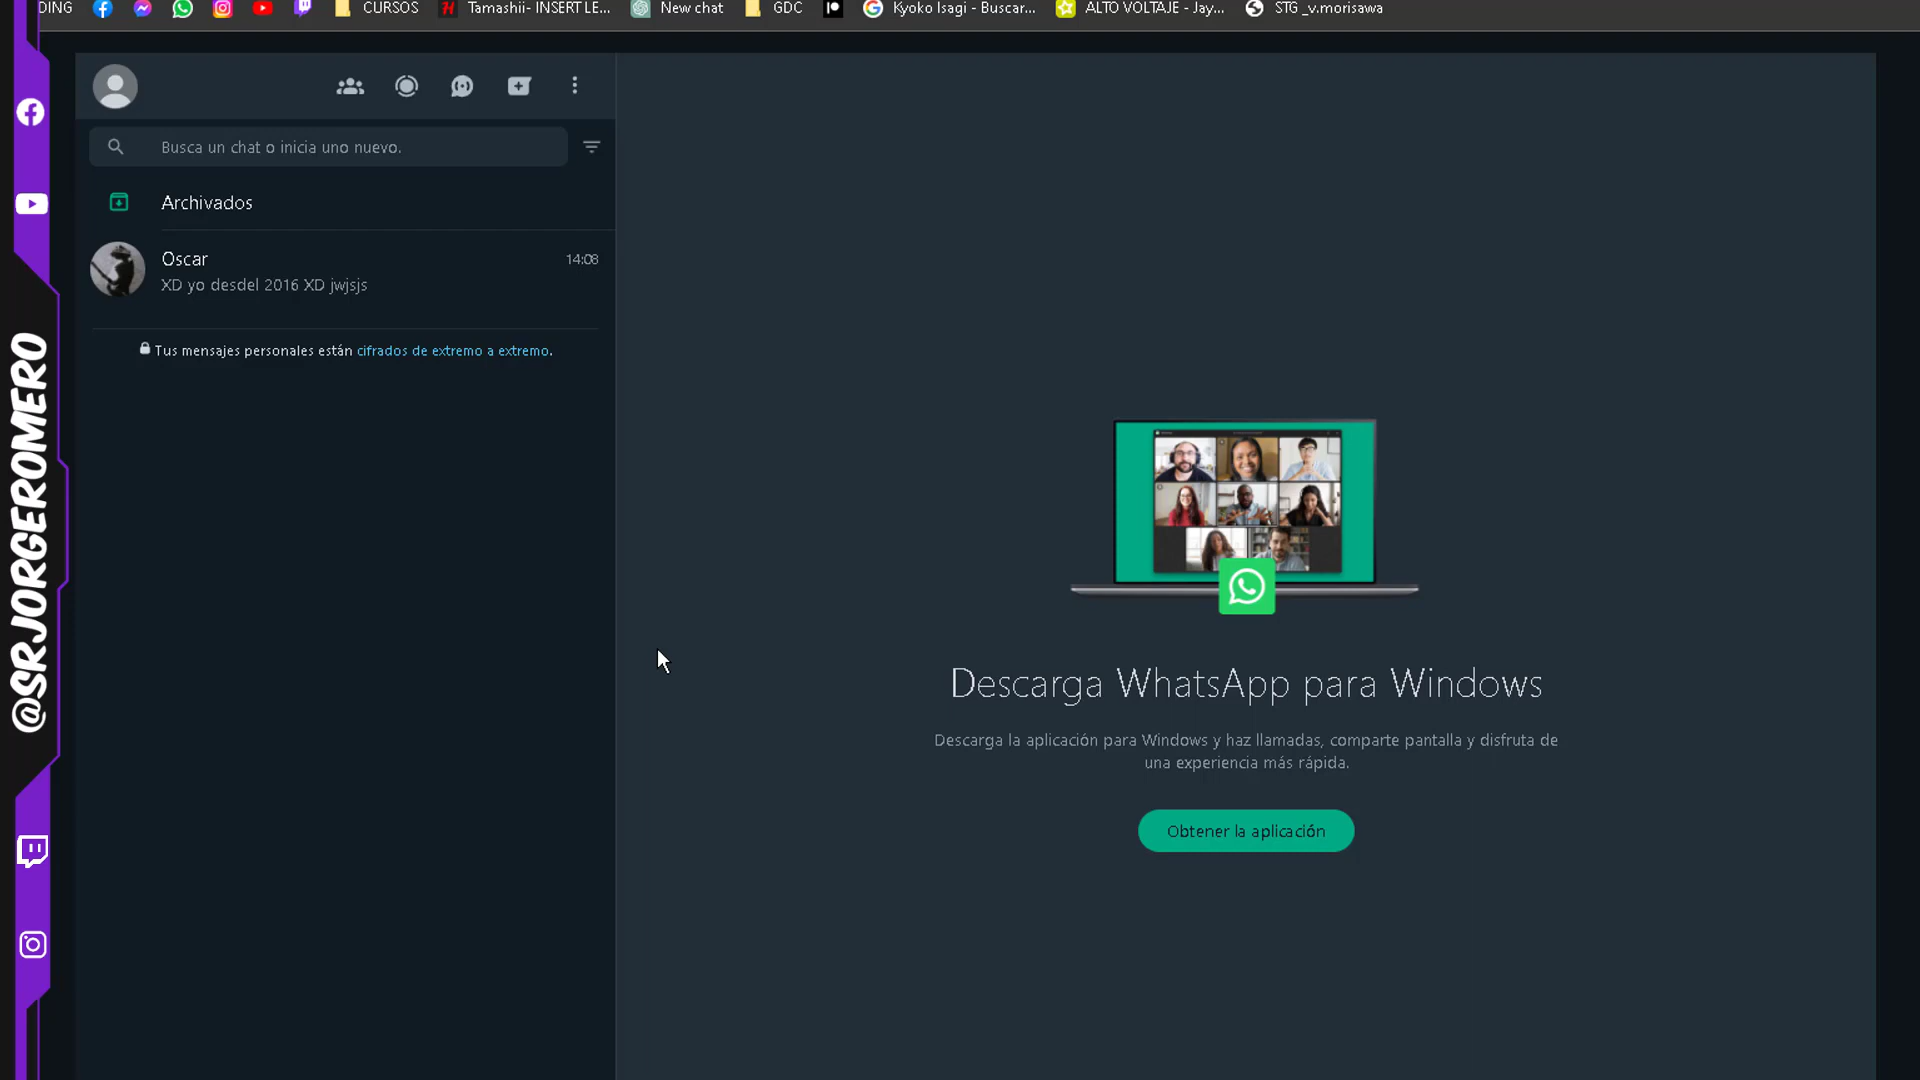 DING CURSOS Tamashii- INSERT LE... New chat GDC Kyoko Isagi - Buscar... ALTO VOLTAJE - Jay... STG _v.morisawa
Busca un chat o inicia uno nuevo.
Archivados
Oscar 14:08
XD yo desdel 2016 XD jwjsjs
Tus mensajes personales están cifrados de extremo a extremo.
@SRJORGEROMERO
Descarga WhatsApp para Windows
Descarga la aplicación para Windows y haz llamadas, comparte pantalla y disfruta de
una experiencia más rápida.
Obtener la aplicación